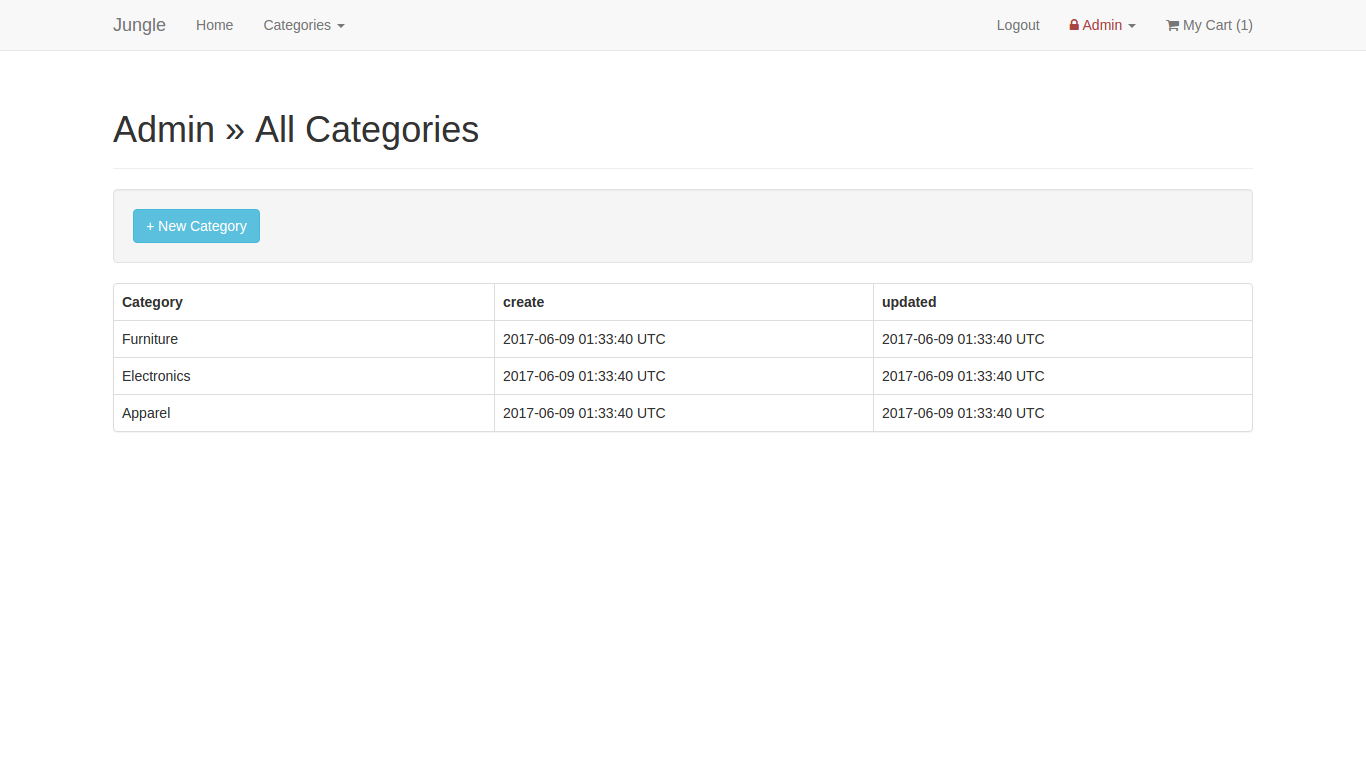 Jungle Home Categories Logout Admin My Cart (1)
Admin » All Categories
+ New Category
Category create updated
Furniture 2017-06-09 01:33:40 UTC 2017-06-09 01:33:40 UTC
Electronics 2017-06-09 01:33:40 UTC 2017-06-09 01:33:40 UTC
Apparel 2017-06-09 01:33:40 UTC 2017-06-09 01:33:40 UTC